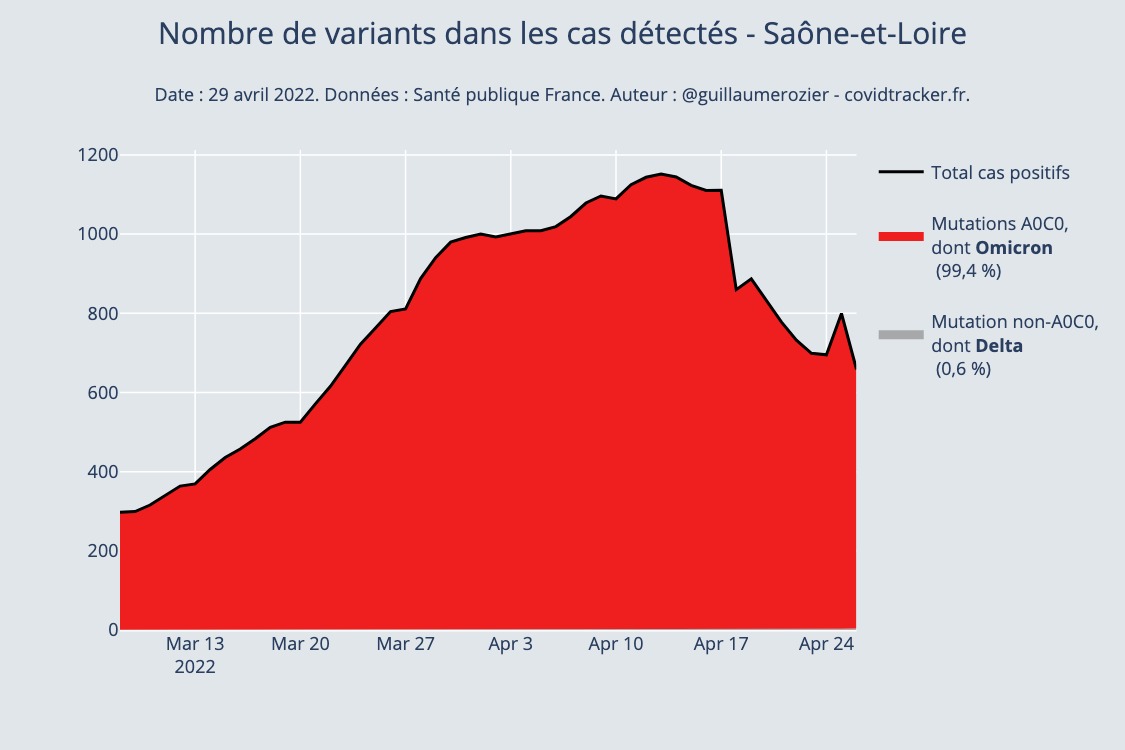 Nombre de variants dans les cas détectés - Saône-et-Loire
Date : 29 avril 2022. Données : Santé publique France. Auteur : @guillaumerozier - covidtracker.fr.
1200
1000
800
600
400
200
0
Mar 13
2022
Mar 20
Mar 27
Apr 3
Apr 10
Apr 17
Apr 24
Total cas positifs
Mutations A0C0,
dont Omicron
(99,4 %)
Mutation non-A0C0,
dont Delta
(0,6 %)